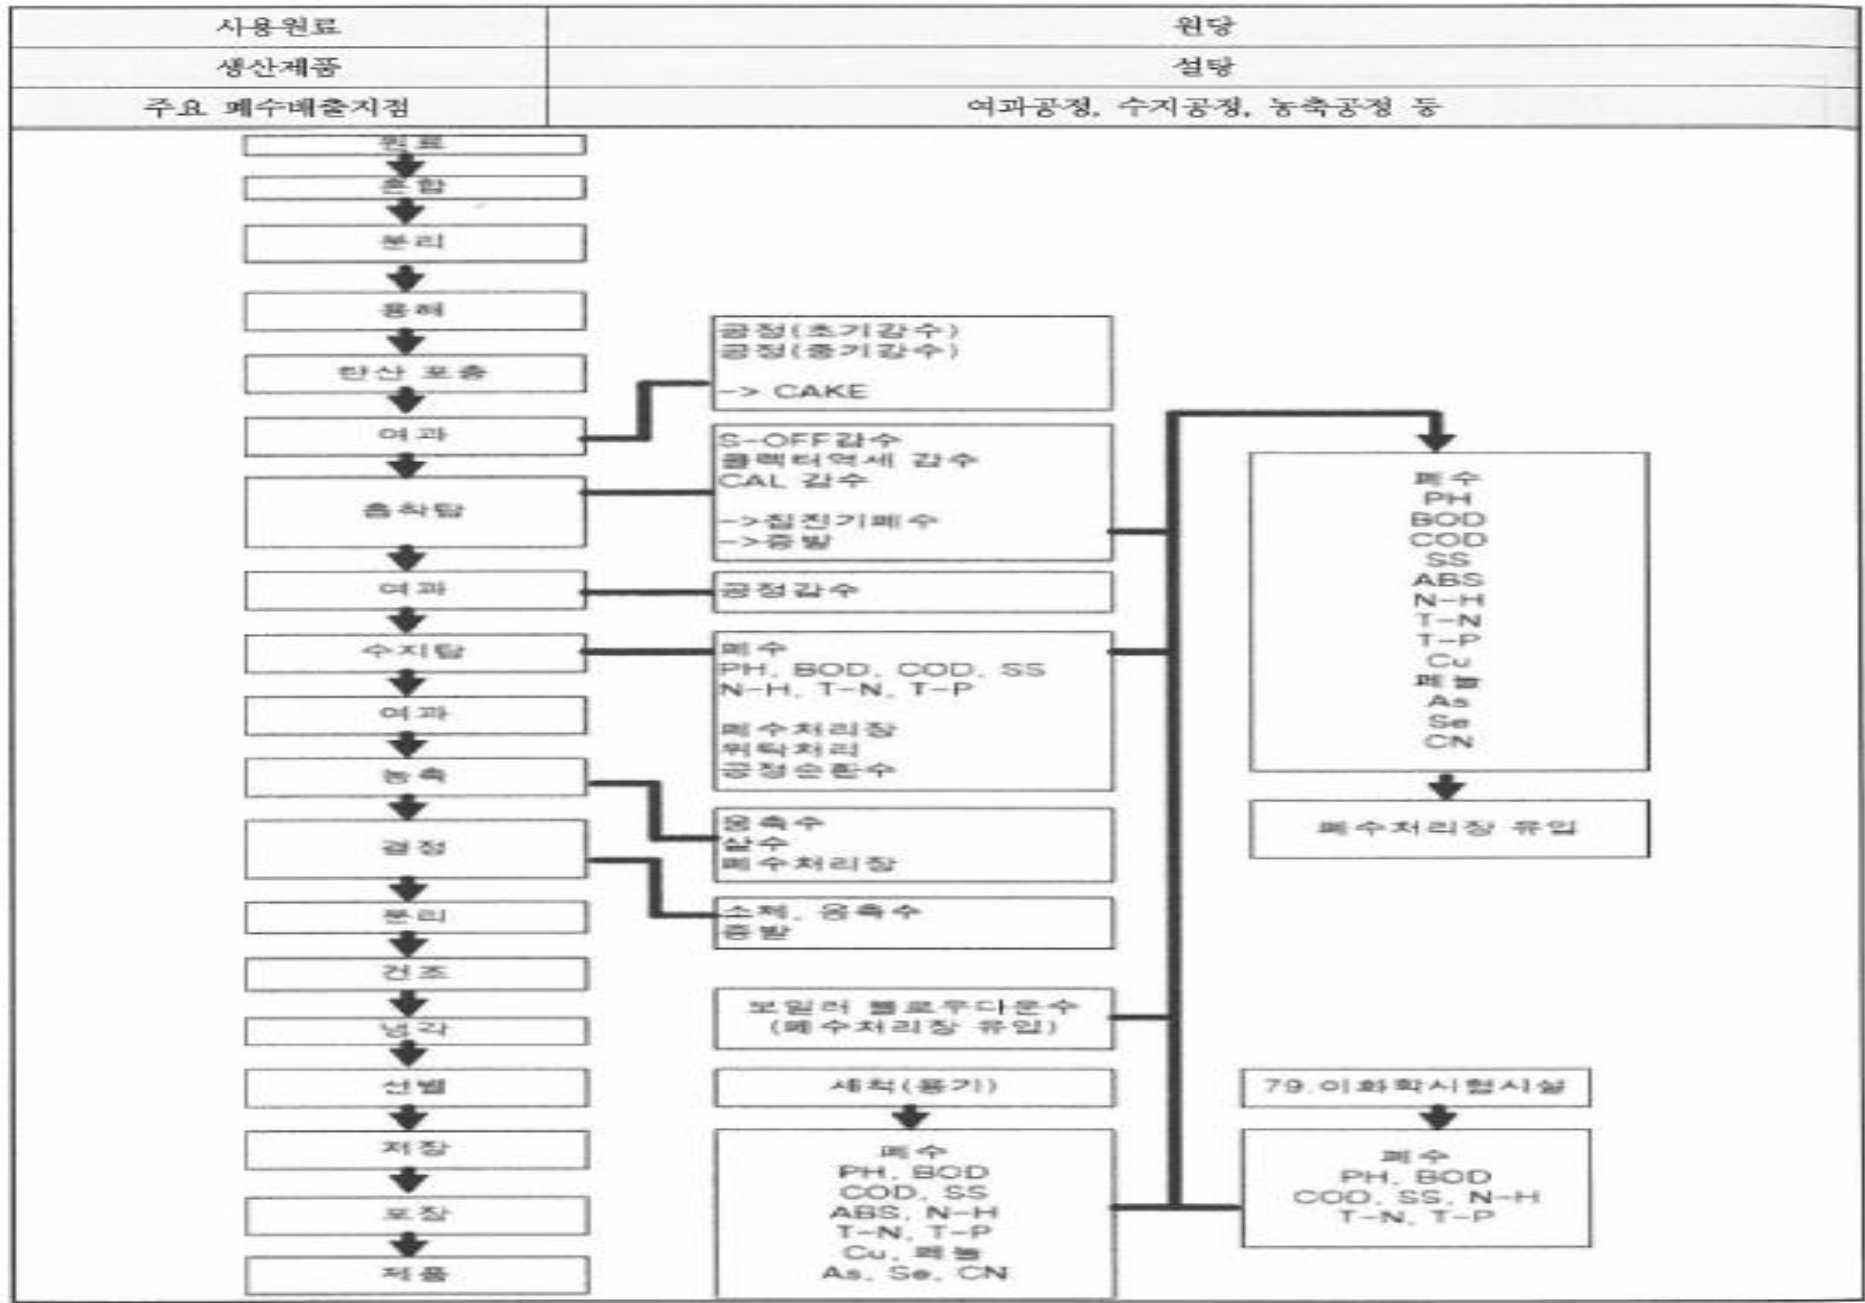 사용원료 원당
생산제품 설탕
주요 폐수배출지점 여과공정, 수지공정, 농축공정 등
원료
혼합
분리
용해
탄산 포충
여과
흡착탑
여과
수지탑
여과
농축
결정
분리
건조
냉각
선별
저장
포장
제품
공정(초기감수)
공정(종기감수)
-> CAKE
S-OFF감수
콜렉터역세 감수
CAL 감수
->집진기폐수
->증발
공정감수
폐수
PH, BOD, COD, SS
N-H, T-N, T-P
폐수처리장
위탁처리
공정순환수
응축수
살수
폐수처리장
소제, 응축수
증발
보일러 블로우다운수
(폐수처리장 유입)
세척(용기)
폐수
PH, BOD
COD, SS
ABS, N-H
T-N, T-P
Cu, 페놀
As, Se, CN
폐수
PH
BOD
COD
SS
ABS
N-H
T-N
T-P
Cu
페놀
As
Se
CN
폐수처리장 유입
79.이화학시험시설
폐수
PH, BOD
COD, SS, N-H
T-N, T-P